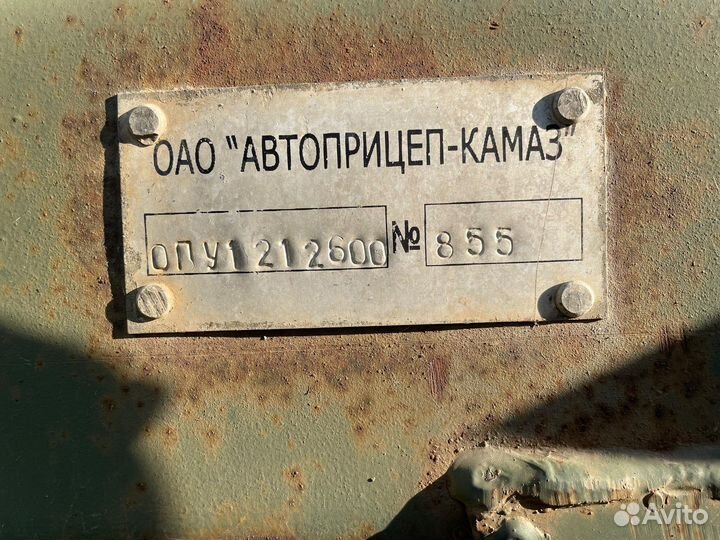 ОАО "АВТОПРИЦЕП-КАМАЗ"
ОПУ1212600 № 855
Avito